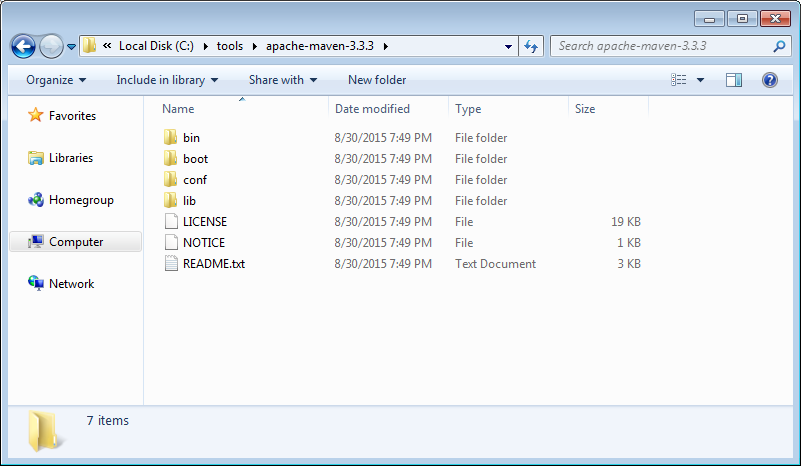 « Local Disk (C:) tools apache-maven-3.3.3 Search apache-maven-3.3.3
Organize Include in library Share with New folder
Name Date modified Type Size
Favorites
Libraries
Homegroup
Computer
Network
bin 8/30/2015 7:49 PM File folder
boot 8/30/2015 7:49 PM File folder
conf 8/30/2015 7:49 PM File folder
lib 8/30/2015 7:49 PM File folder
LICENSE 8/30/2015 7:49 PM File 19 KB
NOTICE 8/30/2015 7:49 PM File 1 KB
README.txt 8/30/2015 7:49 PM Text Document 3 KB
7 items